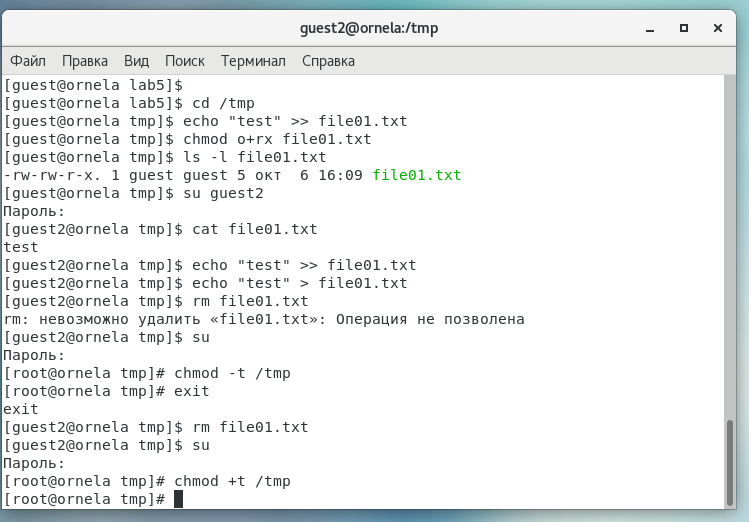 guest2@ornela:/tmp
Файл Правка Вид Поиск Терминал Справка
[guest@ornela lab5]$
[guest@ornela lab5]$ cd /tmp
[guest@ornela tmp]$ echo "test" >> file01.txt
[guest@ornela tmp]$ chmod o+rx file01.txt
[guest@ornela tmp]$ ls -l file01.txt
-rw-rw-r-x. 1 guest guest 5 окт  6 16:09 file01.txt
[guest@ornela tmp]$ su guest2
Пароль:
[guest2@ornela tmp]$ cat file01.txt
test
[guest2@ornela tmp]$ echo "test" >> file01.txt
[guest2@ornela tmp]$ echo "test" > file01.txt
[guest2@ornela tmp]$ rm file01.txt
rm: невозможно удалить «file01.txt»: Операция не позволена
[guest2@ornela tmp]$ su
Пароль:
[root@ornela tmp]# chmod -t /tmp
[root@ornela tmp]# exit
exit
[guest2@ornela tmp]$ rm file01.txt
[guest2@ornela tmp]$ su
Пароль:
[root@ornela tmp]# chmod +t /tmp
[root@ornela tmp]#